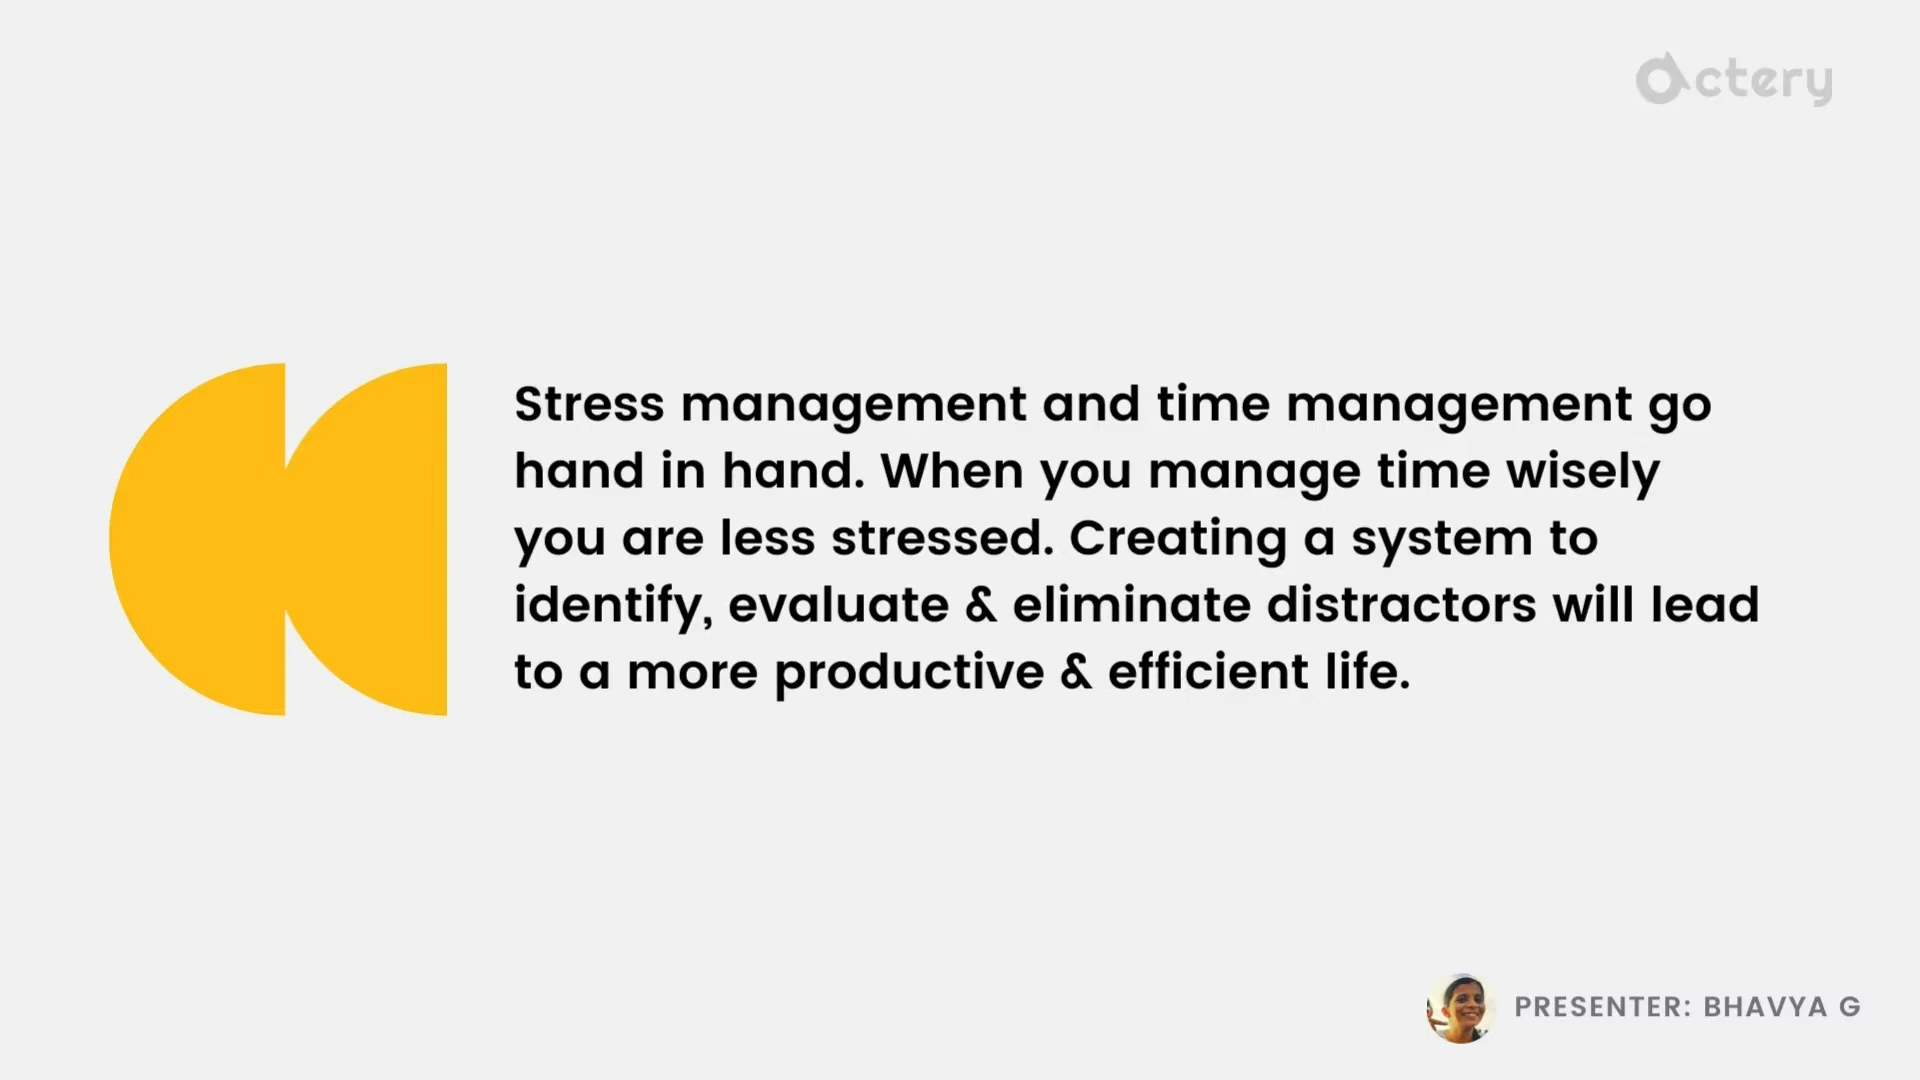 actery
Stress management and time management go
hand in hand. When you manage time wisely
you are less stressed. Creating a system to
identify, evaluate & eliminate distractors will lead
to a more productive & efficient life.
PRESENTER: BHAVYA G